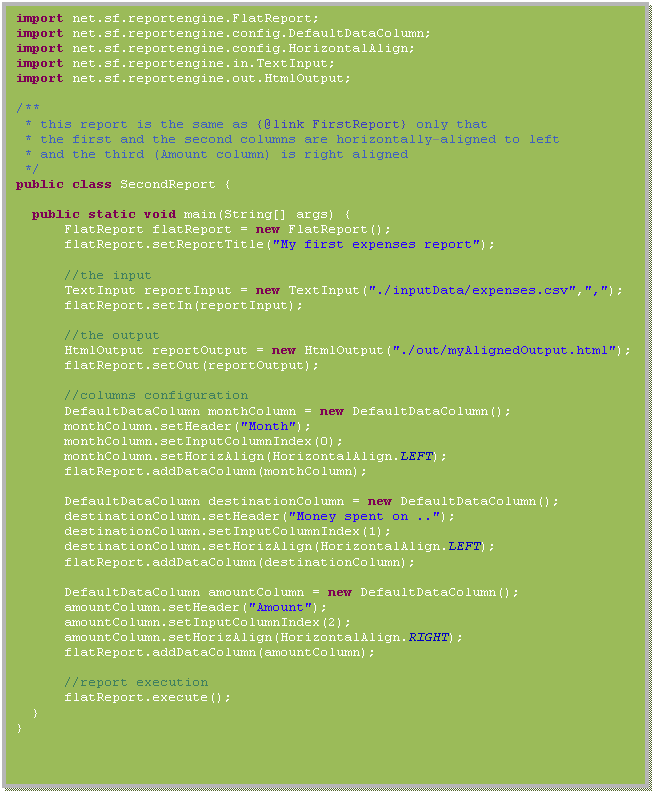 import net.sf.reportengine.FlatReport;
import net.sf.reportengine.config.DefaultDataColumn;
import net.sf.reportengine.config.HorizontalAlign;
import net.sf.reportengine.in.TextInput;
import net.sf.reportengine.out.HtmlOutput;

/**
 * this report is the same as {@link FirstReport} only that
 * the first and the second columns are horizontally-aligned to left
 * and the third (Amount column) is right aligned
 */
public class SecondReport {

  public static void main(String[] args) {
      FlatReport flatReport = new FlatReport();
      flatReport.setReportTitle("My first expenses report");

      //the input
      TextInput reportInput = new TextInput("./inputData/expenses.csv",",");
      flatReport.setIn(reportInput);

      //the output
      HtmlOutput reportOutput = new HtmlOutput("./out/myAlignedOutput.html");
      flatReport.setOut(reportOutput);

      //columns configuration
      DefaultDataColumn monthColumn = new DefaultDataColumn();
      monthColumn.setHeader("Month");
      monthColumn.setInputColumnIndex(0);
      monthColumn.setHorizAlign(HorizontalAlign.LEFT);
      flatReport.addDataColumn(monthColumn);

      DefaultDataColumn destinationColumn = new DefaultDataColumn();
      destinationColumn.setHeader("Money spent on ..");
      destinationColumn.setInputColumnIndex(1);
      destinationColumn.setHorizAlign(HorizontalAlign.LEFT);
      flatReport.addDataColumn(destinationColumn);

      DefaultDataColumn amountColumn = new DefaultDataColumn();
      amountColumn.setHeader("Amount");
      amountColumn.setInputColumnIndex(2);
      amountColumn.setHorizAlign(HorizontalAlign.RIGHT);
      flatReport.addDataColumn(amountColumn);

      //report execution
      flatReport.execute();
  }
}